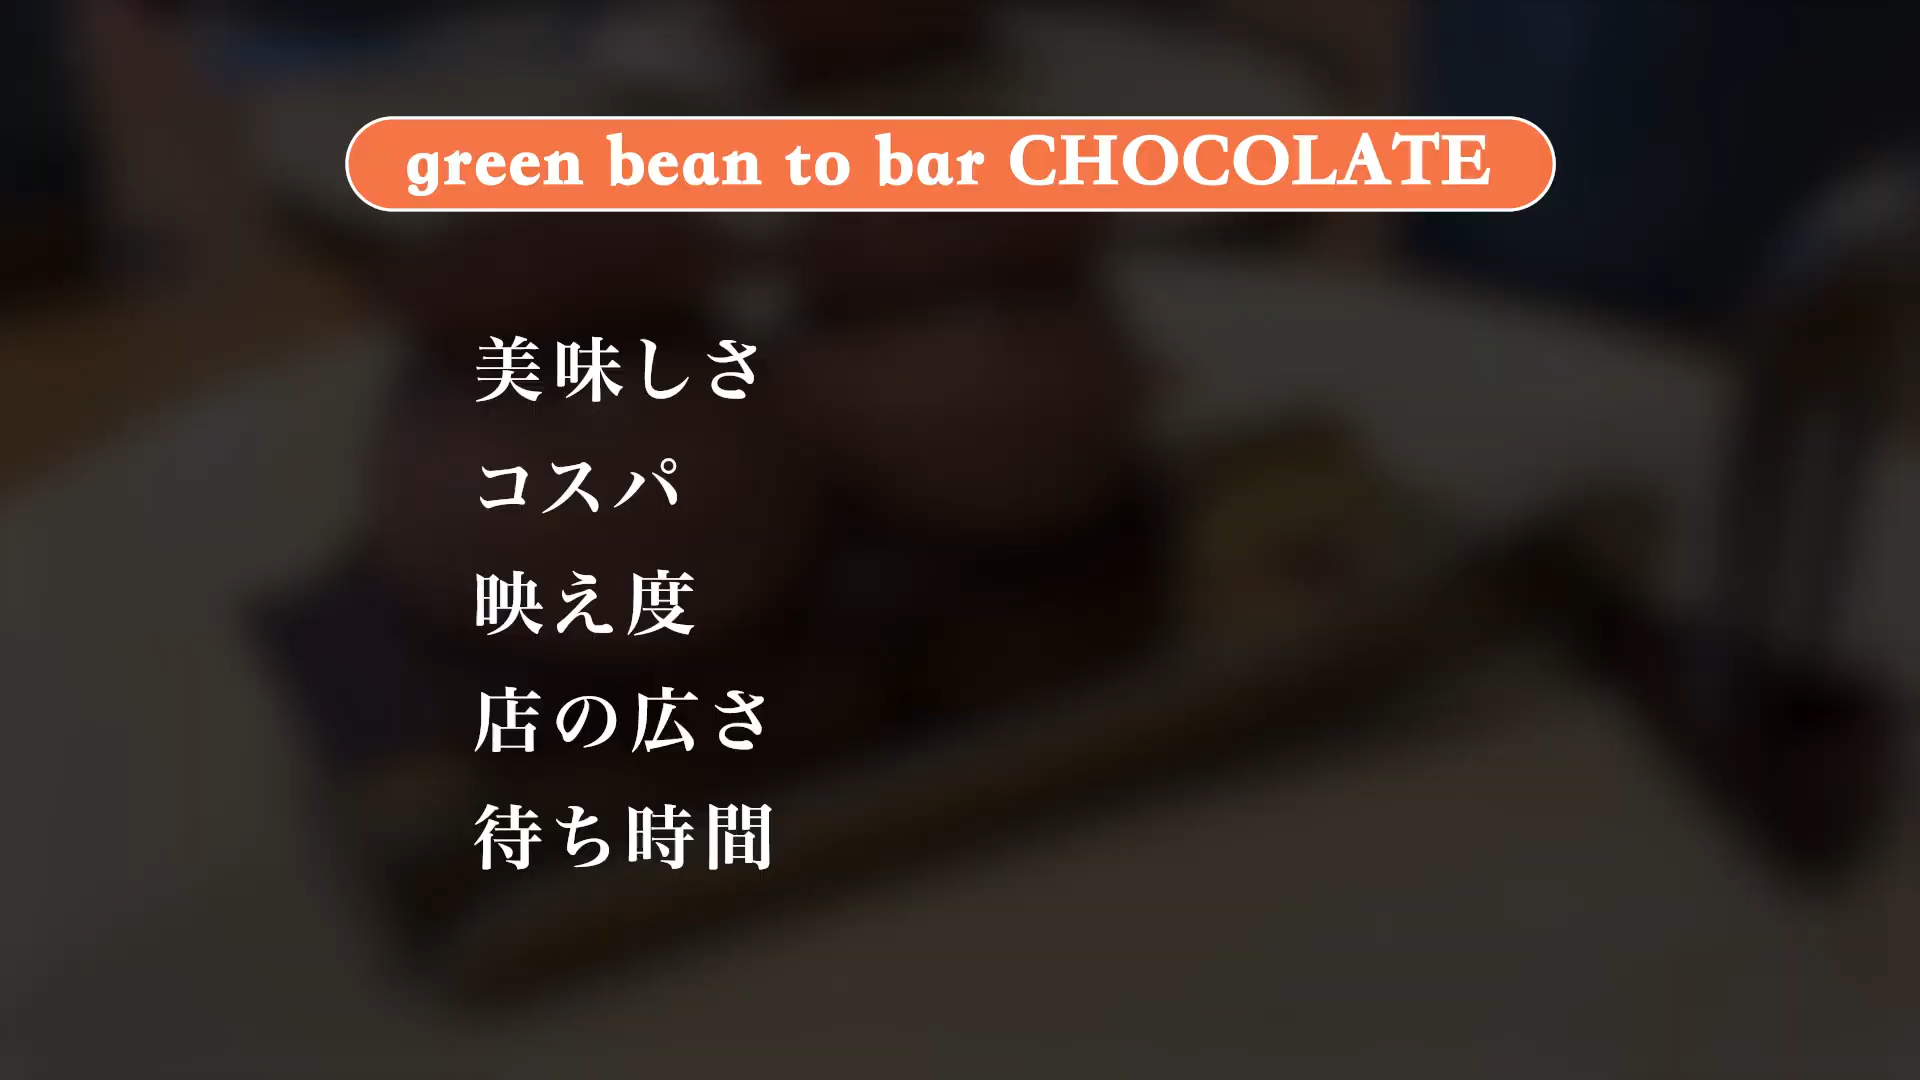 green bean to bar CHOCOLATE
美味しさ
コスパ
映え度
店の広さ
待ち時間